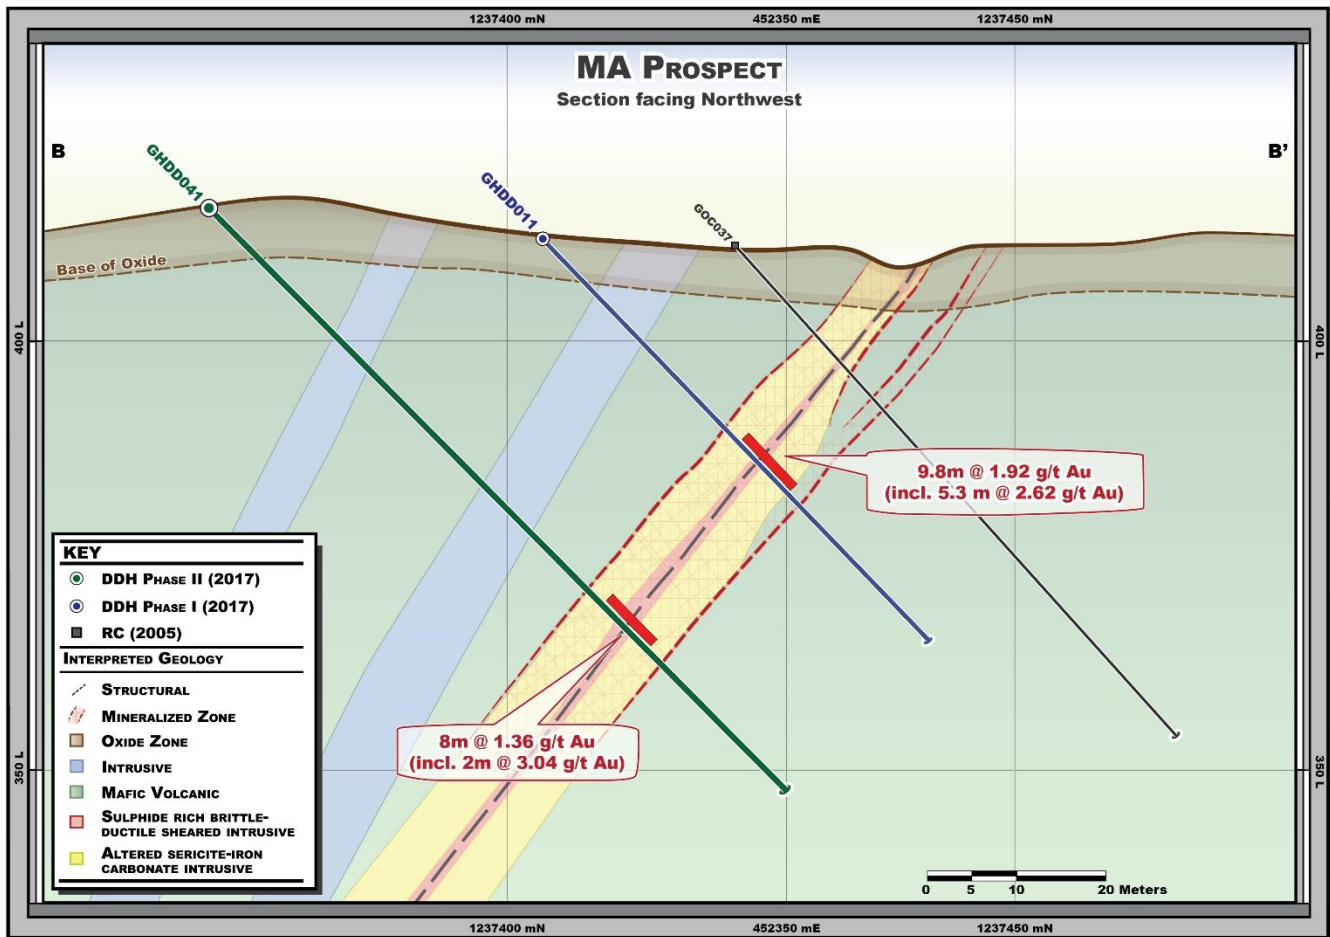 1237400 mN
452350 mE
1237450 mN
MA PROSPECT
Section facing Northwest
B
B'
GHDD041
GHDD011
GOC037
Base of Oxide
400 L
400 L
9.8m @ 1.92 g/t Au
(incl. 5.3 m @ 2.62 g/t Au)
8m @ 1.36 g/t Au
(incl. 2m @ 3.04 g/t Au)
KEY
DDH PHASE II (2017)
DDH PHASE I (2017)
RC (2005)
INTERPRETED GEOLOGY
STRUCTURAL
MINERALIZED ZONE
OXIDE ZONE
INTRUSIVE
MAFIC VOLCANIC
SULPHIDE RICH BRITTLE-
DUCTILE SHEARED INTRUSIVE
ALTERED SERICITE-IRON
CARBONATE INTRUSIVE
350 L
350 L
0 5 10 20 Meters
1237400 mN
452350 mE
1237450 mN